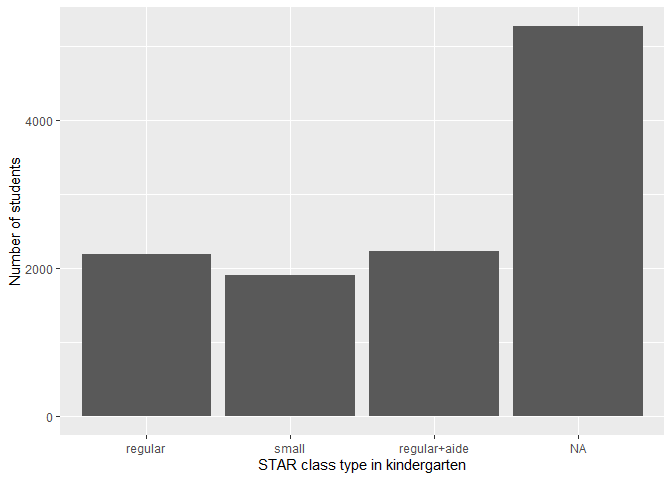 Number of students
4000
2000
0
regular small regular+aide NA
STAR class type in kindergarten